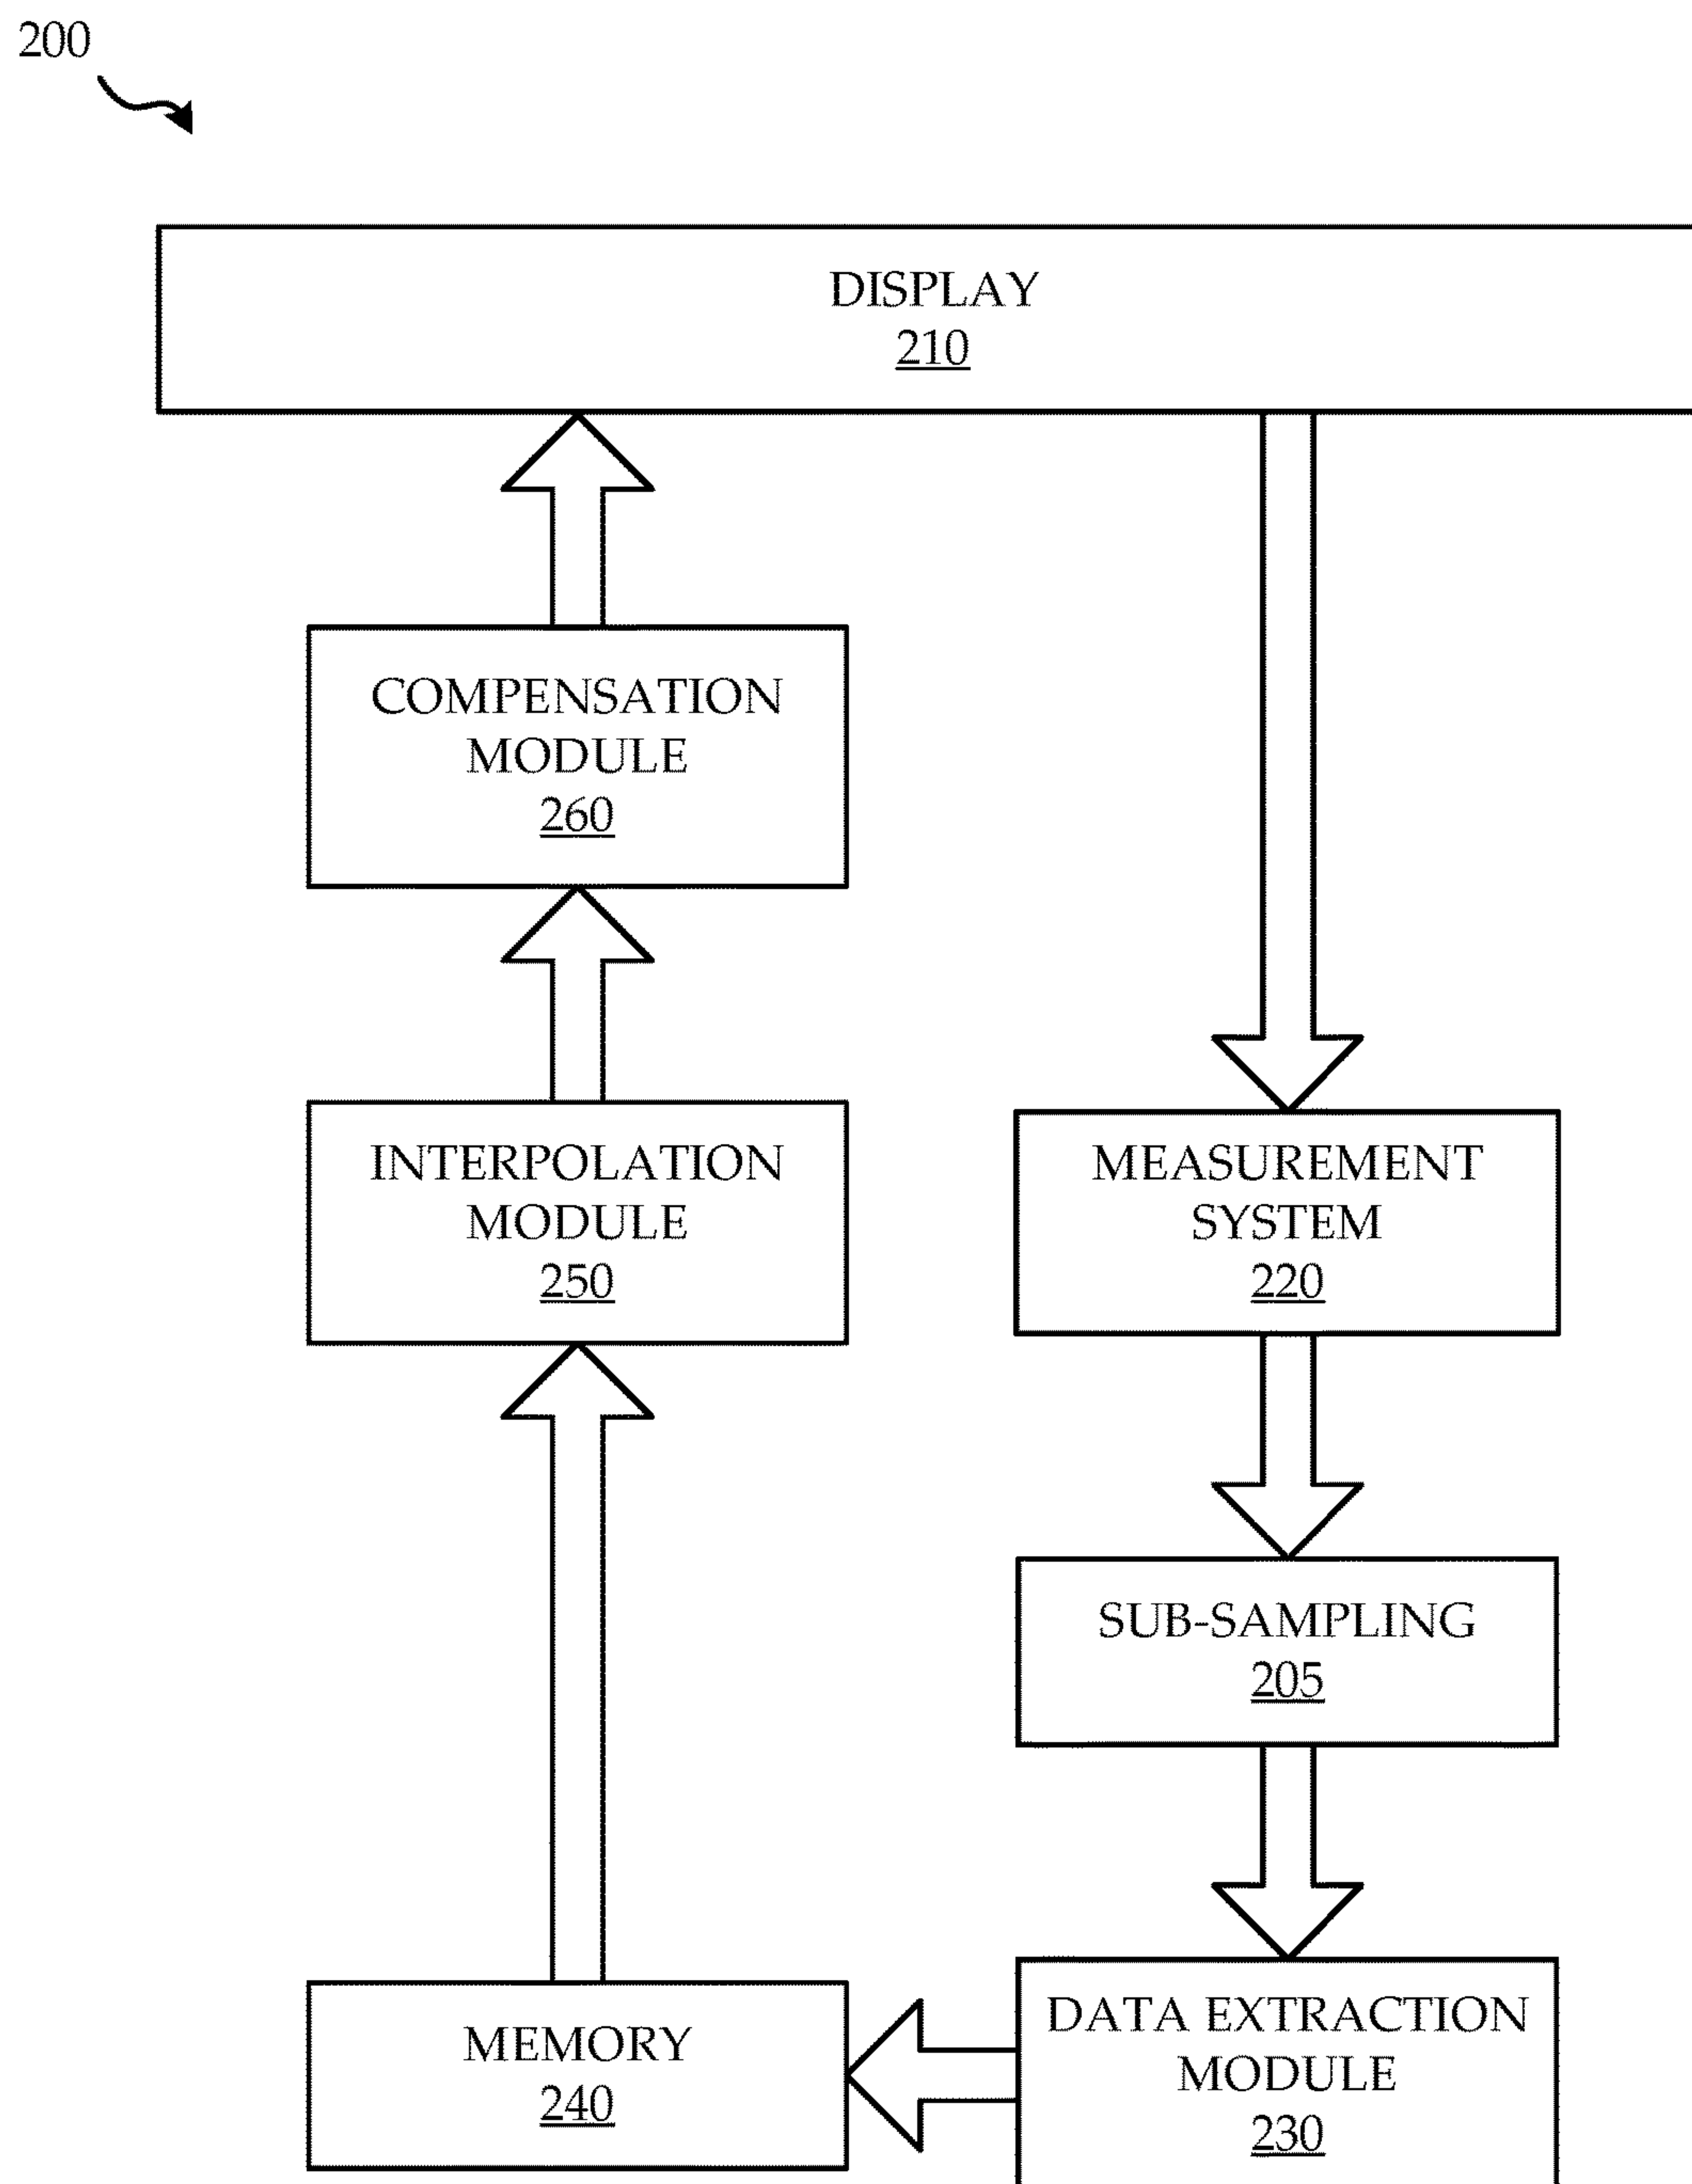 200
DISPLAY
210
COMPENSATION
MODULE
260
INTERPOLATION
MODULE
250
MEASUREMENT
SYSTEM
220
SUB-SAMPLING
205
MEMORY
240
DATA EXTRACTION
MODULE
230